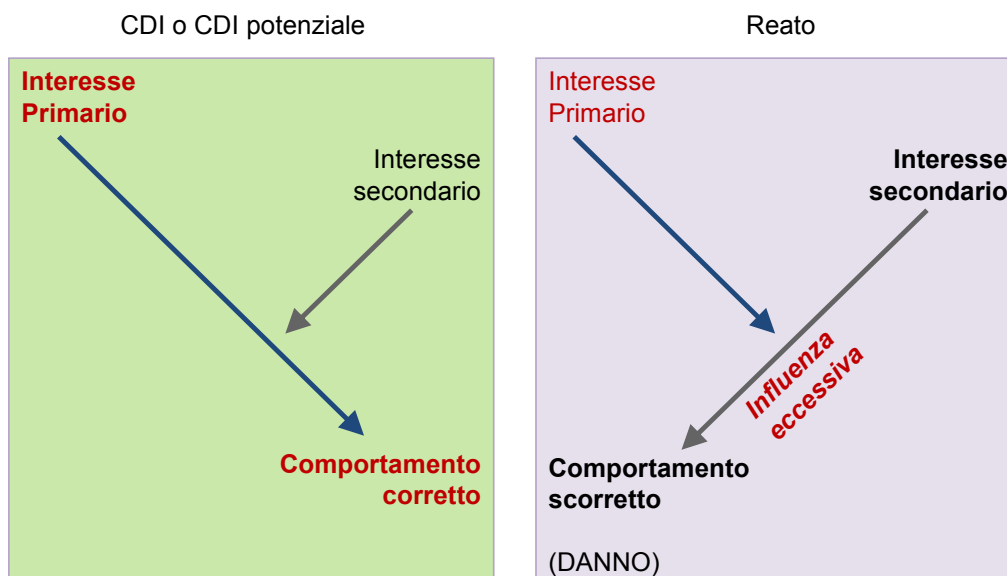 CDI o CDI potenziale
Interesse
Primario
Interesse
secondario
Comportamento
corretto
Reato
Interesse
Primario
Interesse
secondario
Influenza
eccessiva
Comportamento
scorretto
(DANNO)